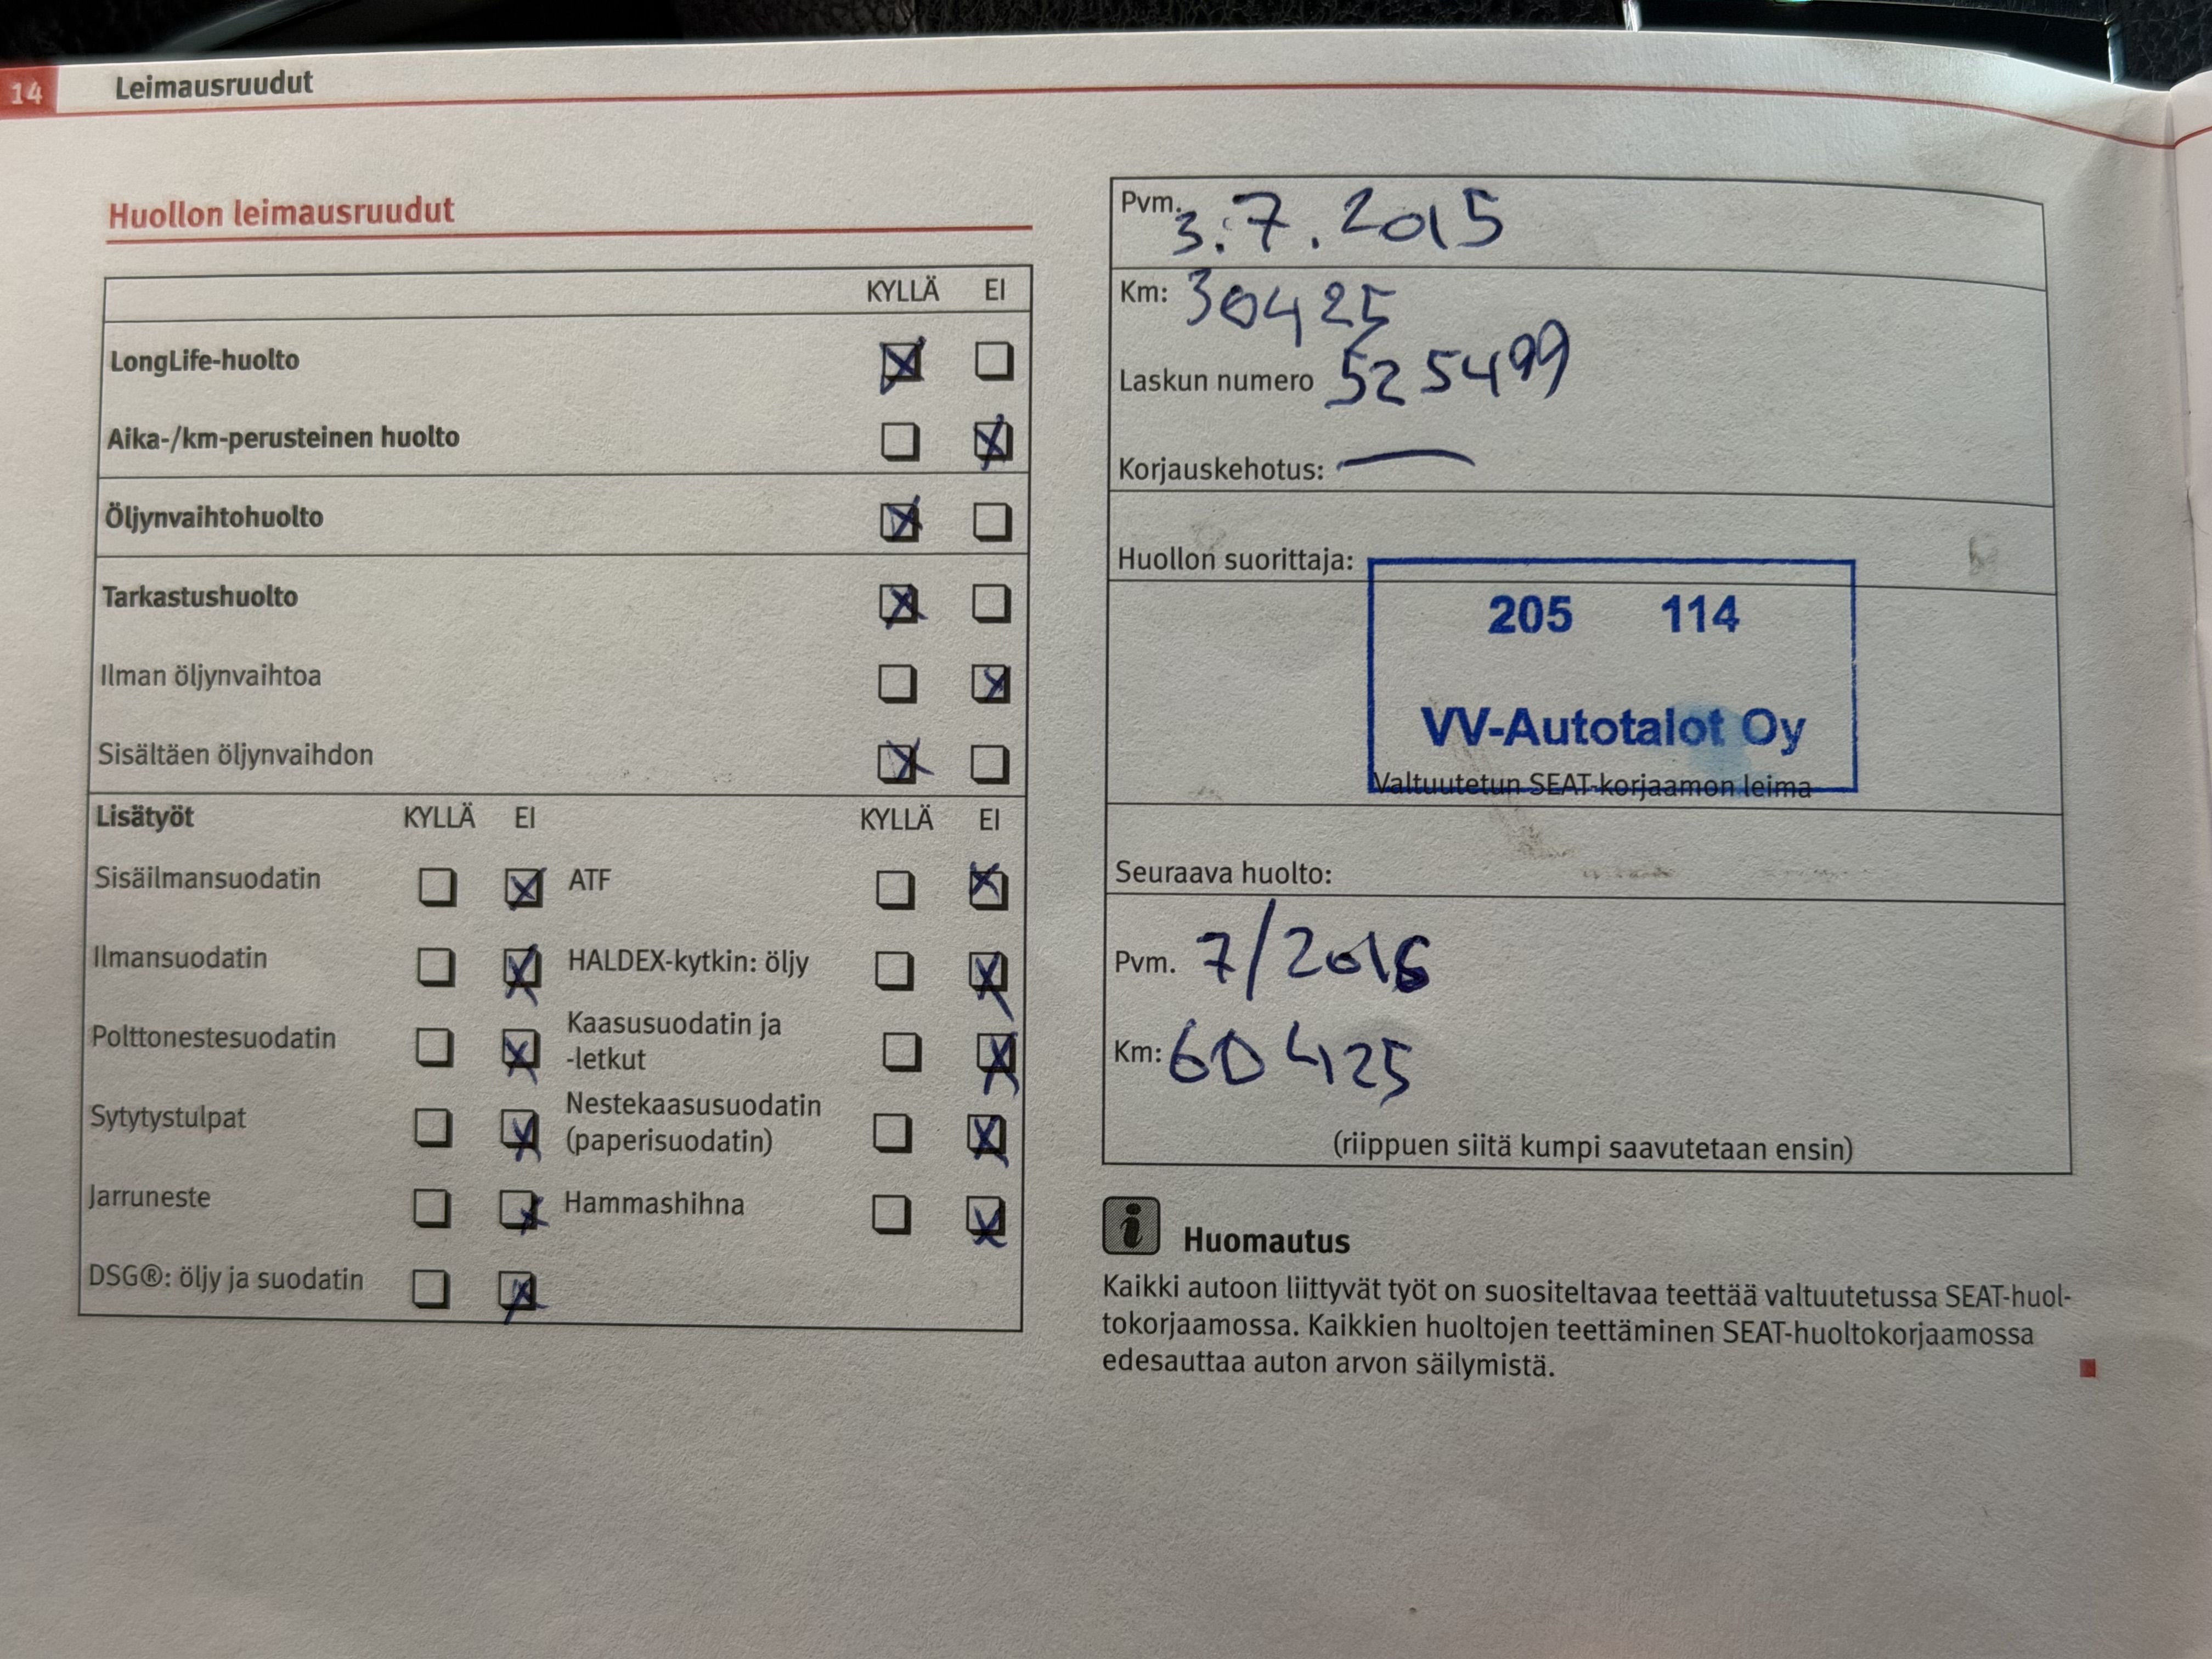 14 Leimausruudut
Huollon leimausruudut
KYLLÄ EI
LongLife-huolto
Aika-/km-perusteinen huolto
Öljynvaihtohuolto
Tarkastushuolto
Ilman öljynvaihtoa
Sisältäen öljynvaihdon
Lisätyöt KYLLÄ EI KYLLÄ EI
Sisäilmansuodatin ATF
Ilmansuodatin HALDEX-kytkin: öljy
Polttonestesuodatin Kaasusuodatin ja
-letkut
Sytytystulpat Nestekaasusuodatin
(paperisuodatin)
Jarruneste Hammashihna
DSG®: öljy ja suodatin
Pvm. 3.7.2015
Km: 30425
Laskun numero 525499
Korjauskehotus: —
Huollon suorittaja:
205 114
VV-Autotalot Oy
Valtuutetun SEAT-korjaamon leima
Seuraava huolto:
Pvm. 7/2016
Km: 60425
(riippuen siitä kumpi saavutetaan ensin)
i Huomautus
Kaikki autoon liittyvät työt on suositeltavaa teettää valtuutetussa SEAT-huol-
tokorjaamossa. Kaikkien huoltojen teettäminen SEAT-huoltokorjaamossa
edesauttaa auton arvon säilymistä.